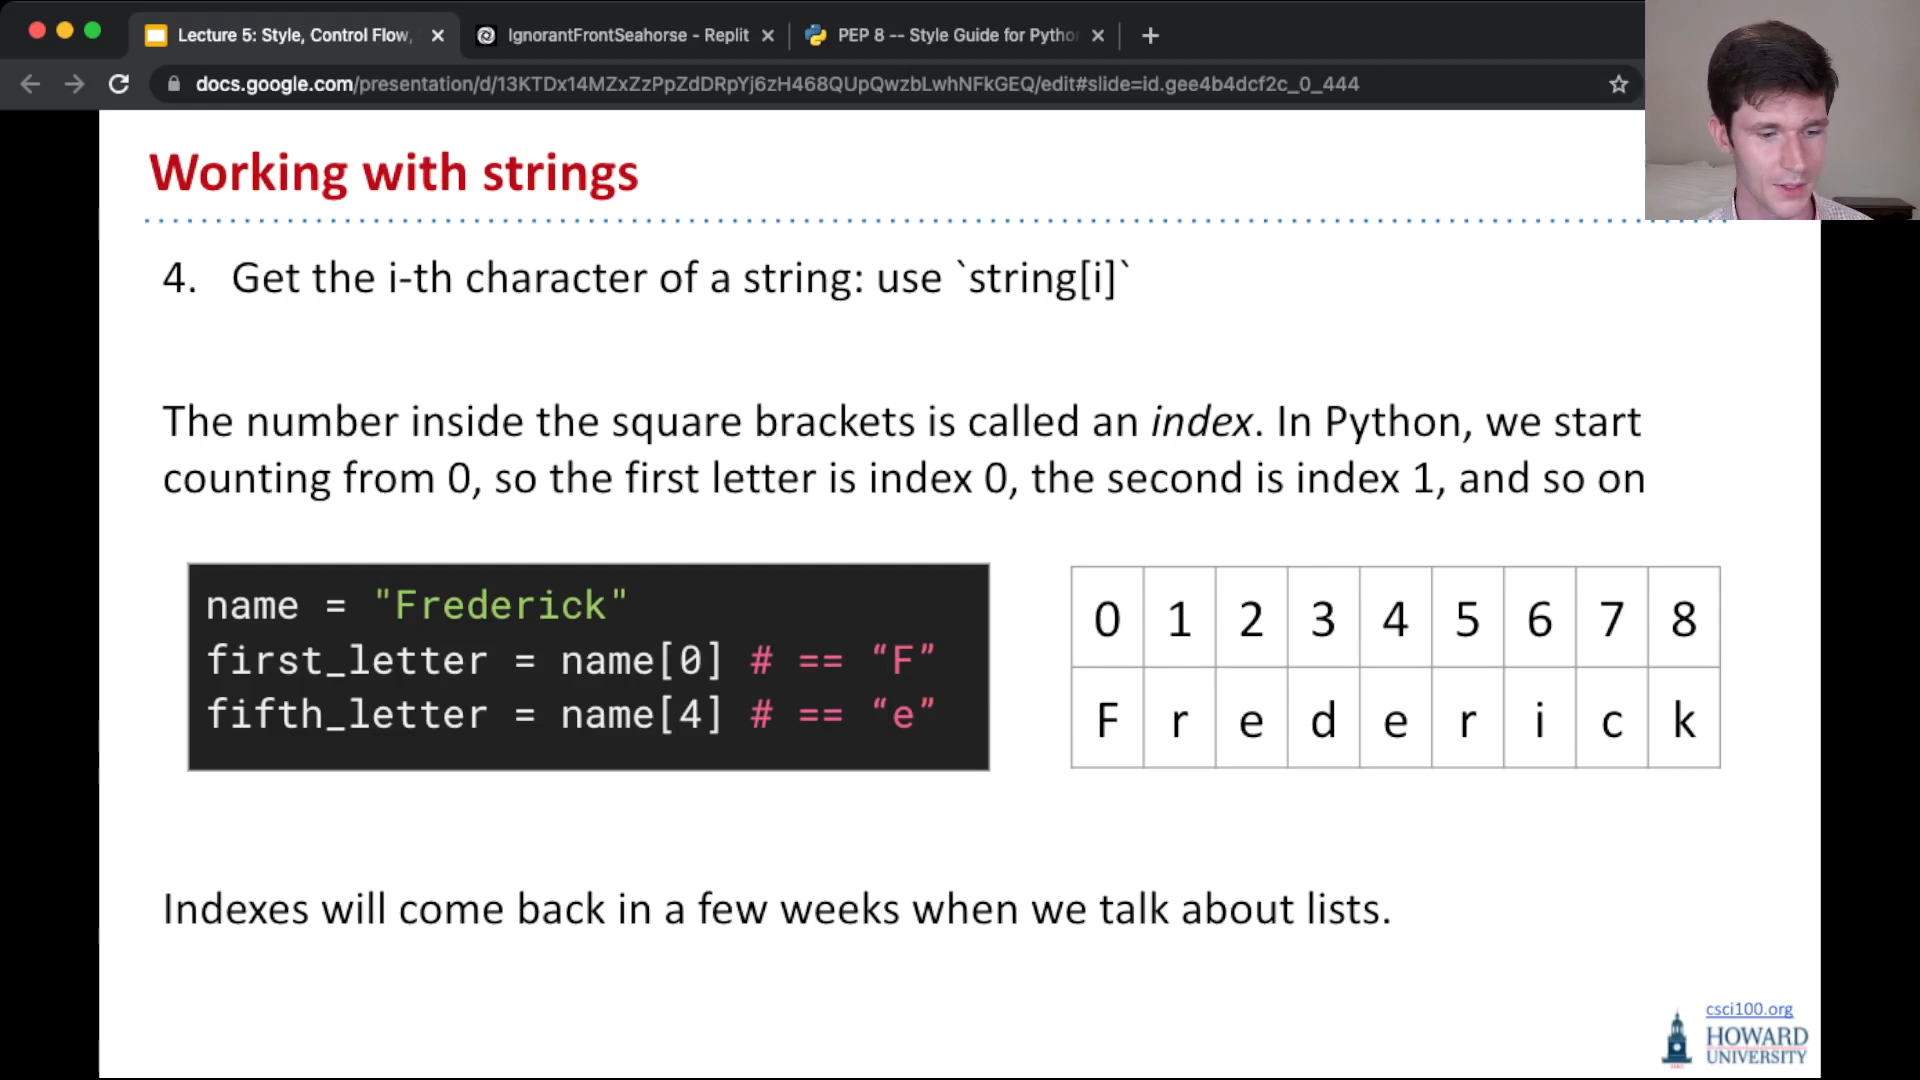 Lecture 5: Style, Control Flow,
IgnorantFrontSeahorse - Replit
PEP 8 -- Style Guide for Pytho
docs.google.com/presentation/d/13KTDx14MZxZzPpZdDRpYj6zH468QUpQwzbLwhNFkGEQ/edit#slide=id.gee4b4dcf2c_0_444
Working with strings
4. Get the i-th character of a string: use `string[i]`
The number inside the square brackets is called an index. In Python, we start
counting from 0, so the first letter is index 0, the second is index 1, and so on
name = "Frederick"
first_letter = name[0] # == “F”
fifth_letter = name[4] # == “e”
0 1 2 3 4 5 6 7 8
F r e d e r i c k
Indexes will come back in a few weeks when we talk about lists.
csci100.org
HOWARD
UNIVERSITY